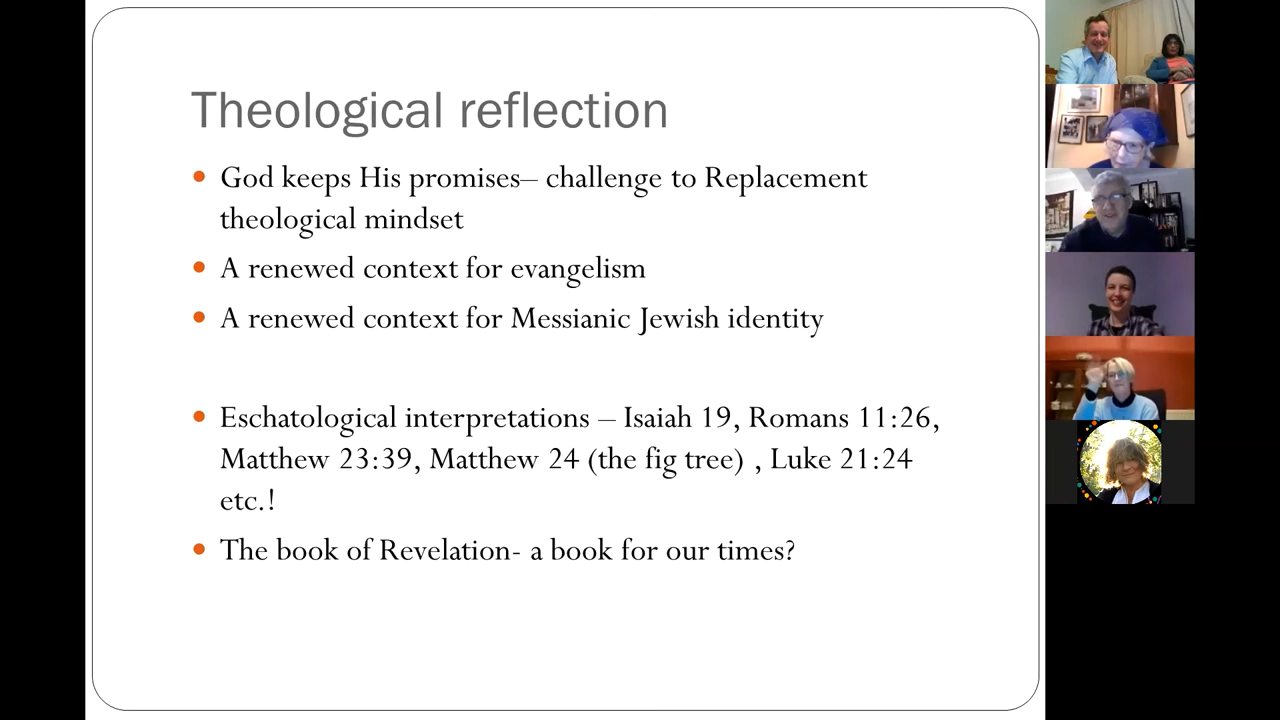 Theological reflection
God keeps His promises– challenge to Replacement
theological mindset
A renewed context for evangelism
A renewed context for Messianic Jewish identity
Eschatological interpretations – Isaiah 19, Romans 11:26,
Matthew 23:39, Matthew 24 (the fig tree) , Luke 21:24
etc.!
The book of Revelation- a book for our times?